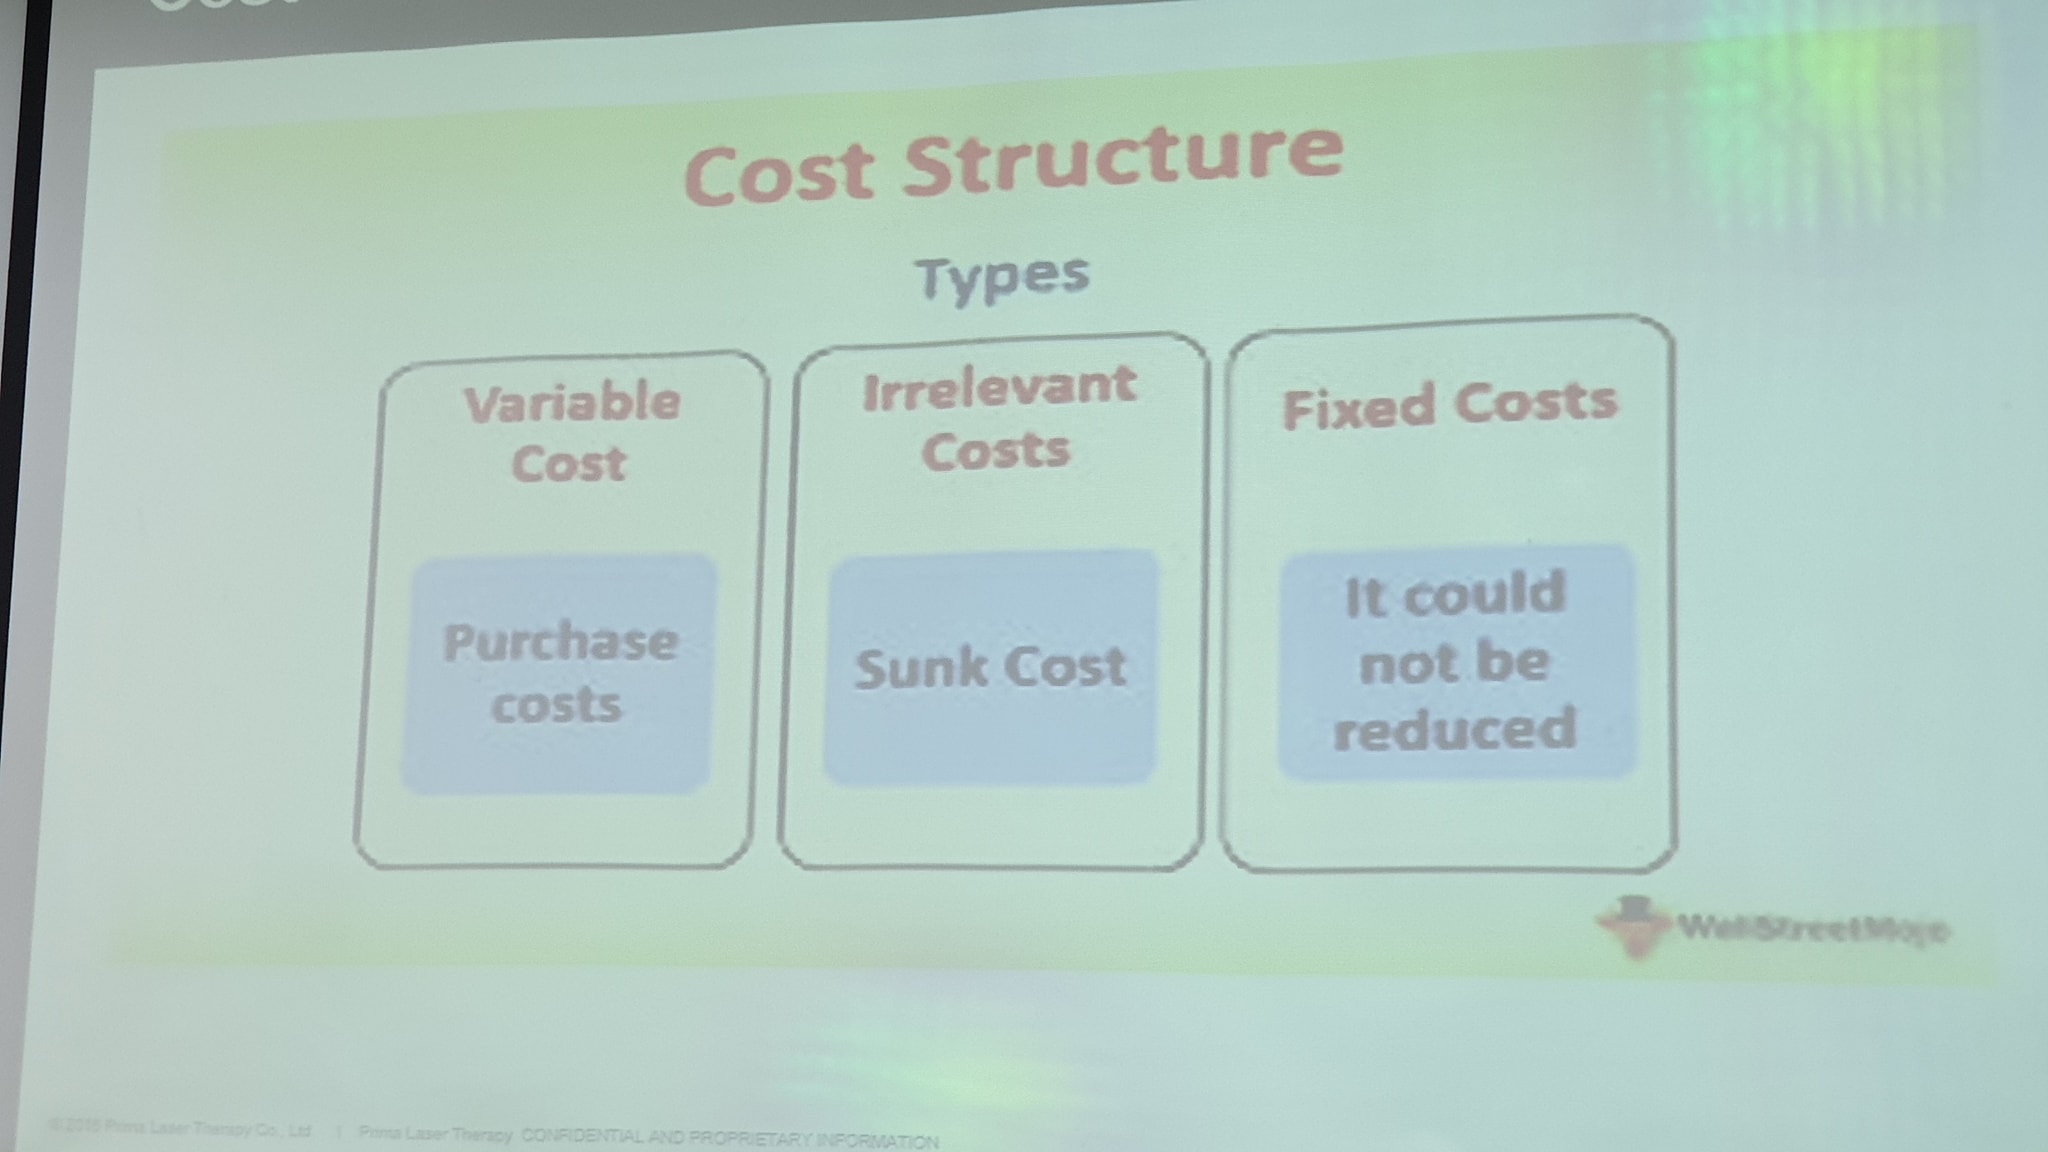 Cost Structure
Types
Variable
Cost
Purchase
costs
Irrelevant
Costs
Sunk Cost
Fixed Costs
It could
not be
reduced
WallStreetMojo
© 2015 Prima Laser Therapy Co., Ltd. | Prima Laser Therapy CONFIDENTIAL AND PROPRIETARY INFORMATION